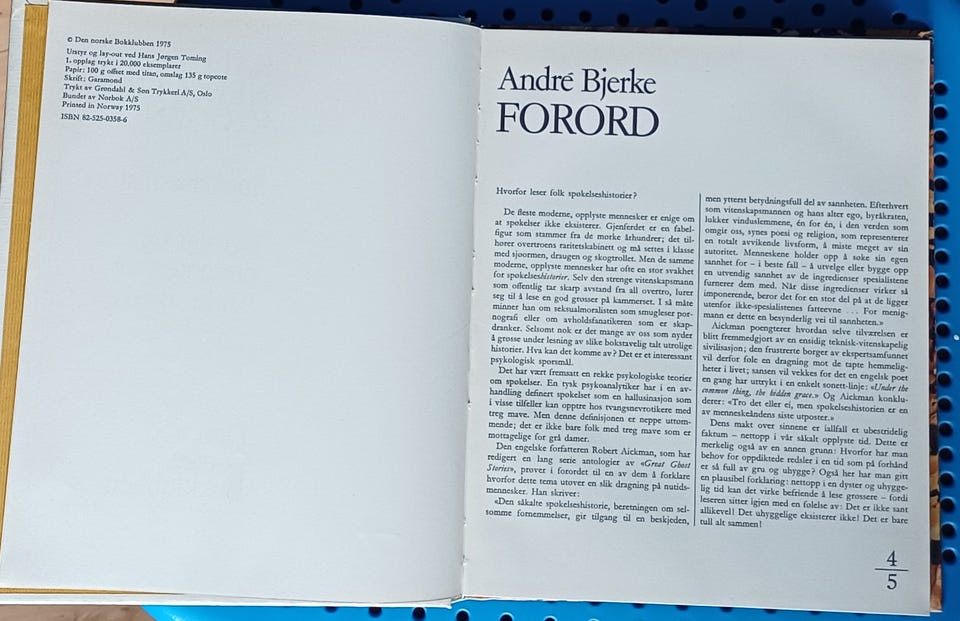 © Den norske Bokklubben 1975
Utstyr og lay-out ved Hans Jørgen Toming
1. opplag trykt i 20.000 eksemplarer
Papir: 100 g offset med titan, omslag 135 g topcote
Skrift: Garamond
Trykt av Grøndahl & Søn Trykkeri A/S, Oslo
Bundet av Norbok A/S
Printed in Norway 1975
ISBN 82-525-0358-6
André Bjerke
FORORD
Hvorfor leser folk spøkelseshistorier?
De fleste moderne, opplyste mennesker er enige om
at spøkelser ikke eksisterer. Gjenferdet er en fabel-
figur som stammer fra de mørke århundrer; det til-
hører overtroens raritetskabinett og må settes i klasse
med sjøormen, draugen og skogtrollet. Men de samme
moderne, opplyste mennesker har ofte en stor svakhet
for spøkelseshistorier. Selv den strenge vitenskapsmann
som offentlig tar skarp avstand fra all overtro, lurer
seg til å lese en god grøsser på kammerset. I så måte
minner han om seksualmoralisten som smugleser por-
nografi eller om avholdsfanatikeren som er skap-
dranker. Selsomt nok er det mange av oss som nyder
å grøsse under lesning av slike bokstavelig talt utrolige
historier. Hva kan det komme av? Det er et interessant
psykologisk spørsmål.
Det har vært fremsatt en rekke psykologiske teorier
om spøkelser. En tysk psykoanalytiker har i en av-
handling definert spøkelset som en hallusinasjon som
i visse tilfeller kan opptre hos tvangsnevrotikere med
treg mave. Men denne definisjonen er neppe uttøm-
mende; det er ikke bare folk med treg mave som er
mottagelige for grå damer.
Den engelske forfatteren Robert Aickman, som har
redigert en lang serie antologier av «Great Ghost
Stories», prøver i forordet til en av dem å forklare
hvorfor dette tema utøver en slik dragning på nutids-
mennesker. Han skriver:
«Den såkalte spøkelseshistorie, beretningen om sel-
somme fornemmelser, gir tilgang til en beskjeden,
men ytterst betydningsfull del av sannheten. Efterhvert
som vitenskapsmannen og hans alter ego, byråkraten,
lukker vinduslemmene, én for én, i den verden som
omgir oss, synes poesi og religion, som representerer
en totalt avvikende livsform, å miste meget av sin
autoritet. Menneskene holder opp å søke sin egen
sannhet for – i beste fall – å utvelge eller bygge opp
en utvendig sannhet av de ingredienser spesialistene
furnerer dem med. Når disse ingredienser virker så
imponerende, beror det for en stor del på at de ligger
utenfor ikke-spesialistenes fatteevne ... For menig-
mann er dette en besynderlig vei til sannheten.»
Aickman poengterer hvordan selve tilværelsen er
blitt fremmedgjort av en ensidig teknisk-vitenskapelig
sivilisasjon; den frustrerte borger av ekspertsamfunnet
vil derfor føle en dragning mot de tapte hemmelig-
heter i livet; sansen vil vekkes for det en engelsk poet
en gang har uttrykt i en enkelt sonett-linje: «Under the
common thing, the hidden grace.» Og Aickman konklu-
derer: «Tro det eller ei, men spøkelseshistorien er en
av menneskeåndens siste utposter.»
Dens makt over sinnene er iallfall et ubestridelig
faktum – nettopp i vår såkalt opplyste tid. Dette er
merkelig også av en annen grunn: Hvorfor har man
behov for oppdiktede redsler i en tid som på forhånd
er så full av gru og uhygge? Også her har man gitt
en plausibel forklaring: nettopp i en dyster og uhygge-
lig tid kan det virke befriende å lese grøssere – fordi
leseren sitter igjen med en følelse av: Det er ikke sant
allikevel! Det uhyggelige eksisterer ikke! Det er bare
tull alt sammen!
4
5